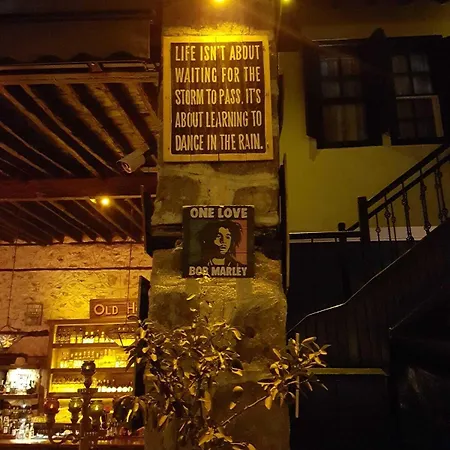 LIFE ISN'T ABOUT
WAITING FOR THE
STORM TO PASS. IT'S
ABOUT LEARNING TO
DANCE IN THE RAIN.
ONE LOVE
BOB MARLEY
OLD H